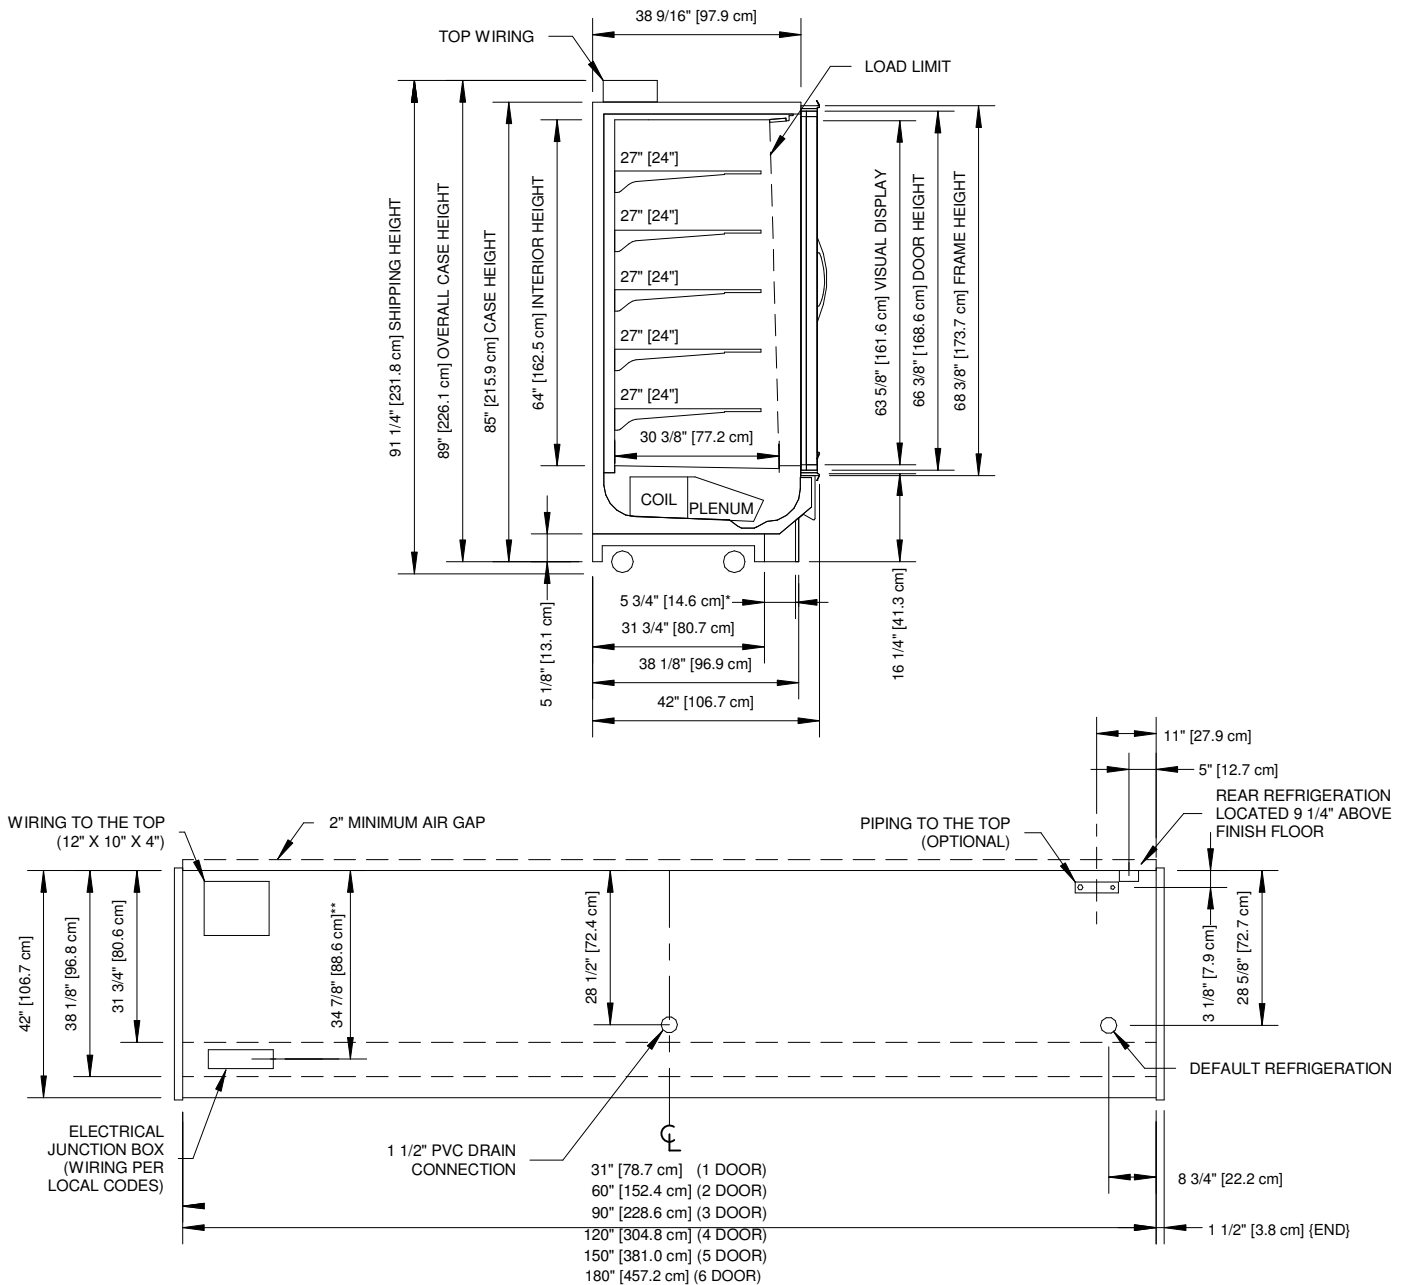 38 9/16" [97.9 cm]
TOP WIRING
LOAD LIMIT
91 1/4" [231.8 cm] SHIPPING HEIGHT
89" [226.1 cm] OVERALL CASE HEIGHT
85" [215.9 cm] CASE HEIGHT
64" [162.5 cm] INTERIOR HEIGHT
27" [24"]
27" [24"]
27" [24"]
27" [24"]
27" [24"]
30 3/8" [77.2 cm]
63 5/8" [161.6 cm] VISUAL DISPLAY
66 3/8" [168.6 cm] DOOR HEIGHT
68 3/8" [173.7 cm] FRAME HEIGHT
COIL
PLENUM
5 1/8" [13.1 cm]
5 3/4" [14.6 cm]*
31 3/4" [80.7 cm]
38 1/8" [96.9 cm]
42" [106.7 cm]
16 1/4" [41.3 cm]
11" [27.9 cm]
5" [12.7 cm]
REAR REFRIGERATION
LOCATED 9 1/4" ABOVE
FINISH FLOOR
WIRING TO THE TOP
(12" X 10" X 4")
2" MINIMUM AIR GAP
PIPING TO THE TOP
(OPTIONAL)
42" [106.7 cm]
38 1/8" [96.8 cm]
31 3/4" [80.6 cm]
34 7/8" [88.6 cm]**
28 1/2" [72.4 cm]
3 1/8" [7.9 cm]
28 5/8" [72.7 cm]
DEFAULT REFRIGERATION
ELECTRICAL
JUNCTION BOX
(WIRING PER
LOCAL CODES)
1 1/2" PVC DRAIN
CONNECTION
CL
31" [78.7 cm] (1 DOOR)
60" [152.4 cm] (2 DOOR)
90" [228.6 cm] (3 DOOR)
120" [304.8 cm] (4 DOOR)
150" [381.0 cm] (5 DOOR)
180" [457.2 cm] (6 DOOR)
8 3/4" [22.2 cm]
1 1/2" [3.8 cm] {END}